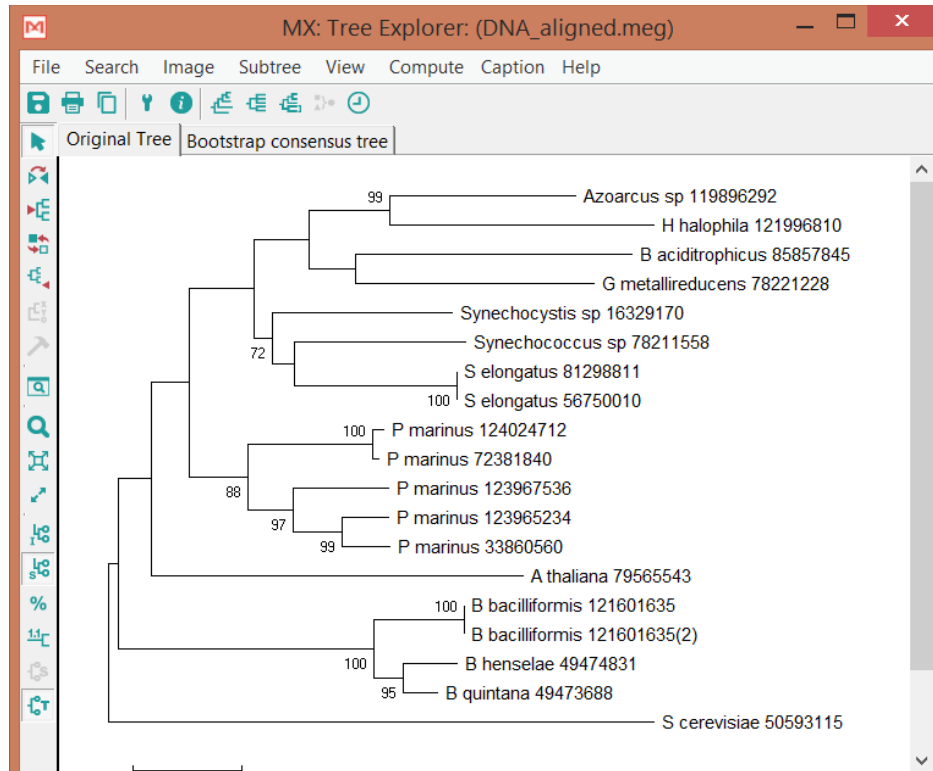 MX: Tree Explorer: (DNA_aligned.meg)
File Search Image Subtree View Compute Caption Help
Original Tree Bootstrap consensus tree
99 Azoarcus sp 119896292
H halophila 121996810
B aciditrophicus 85857845
G metallireducens 78221228
Synechocystis sp 16329170
72 Synechococcus sp 78211558
S elongatus 81298811
100 S elongatus 56750010
100 P marinus 124024712
P marinus 72381840
88 P marinus 123967536
97 P marinus 123965234
99 P marinus 33860560
A thaliana 79565543
100 B bacilliformis 121601635
B bacilliformis 121601635(2)
100 B henselae 49474831
95 B quintana 49473688
S cerevisiae 50593115